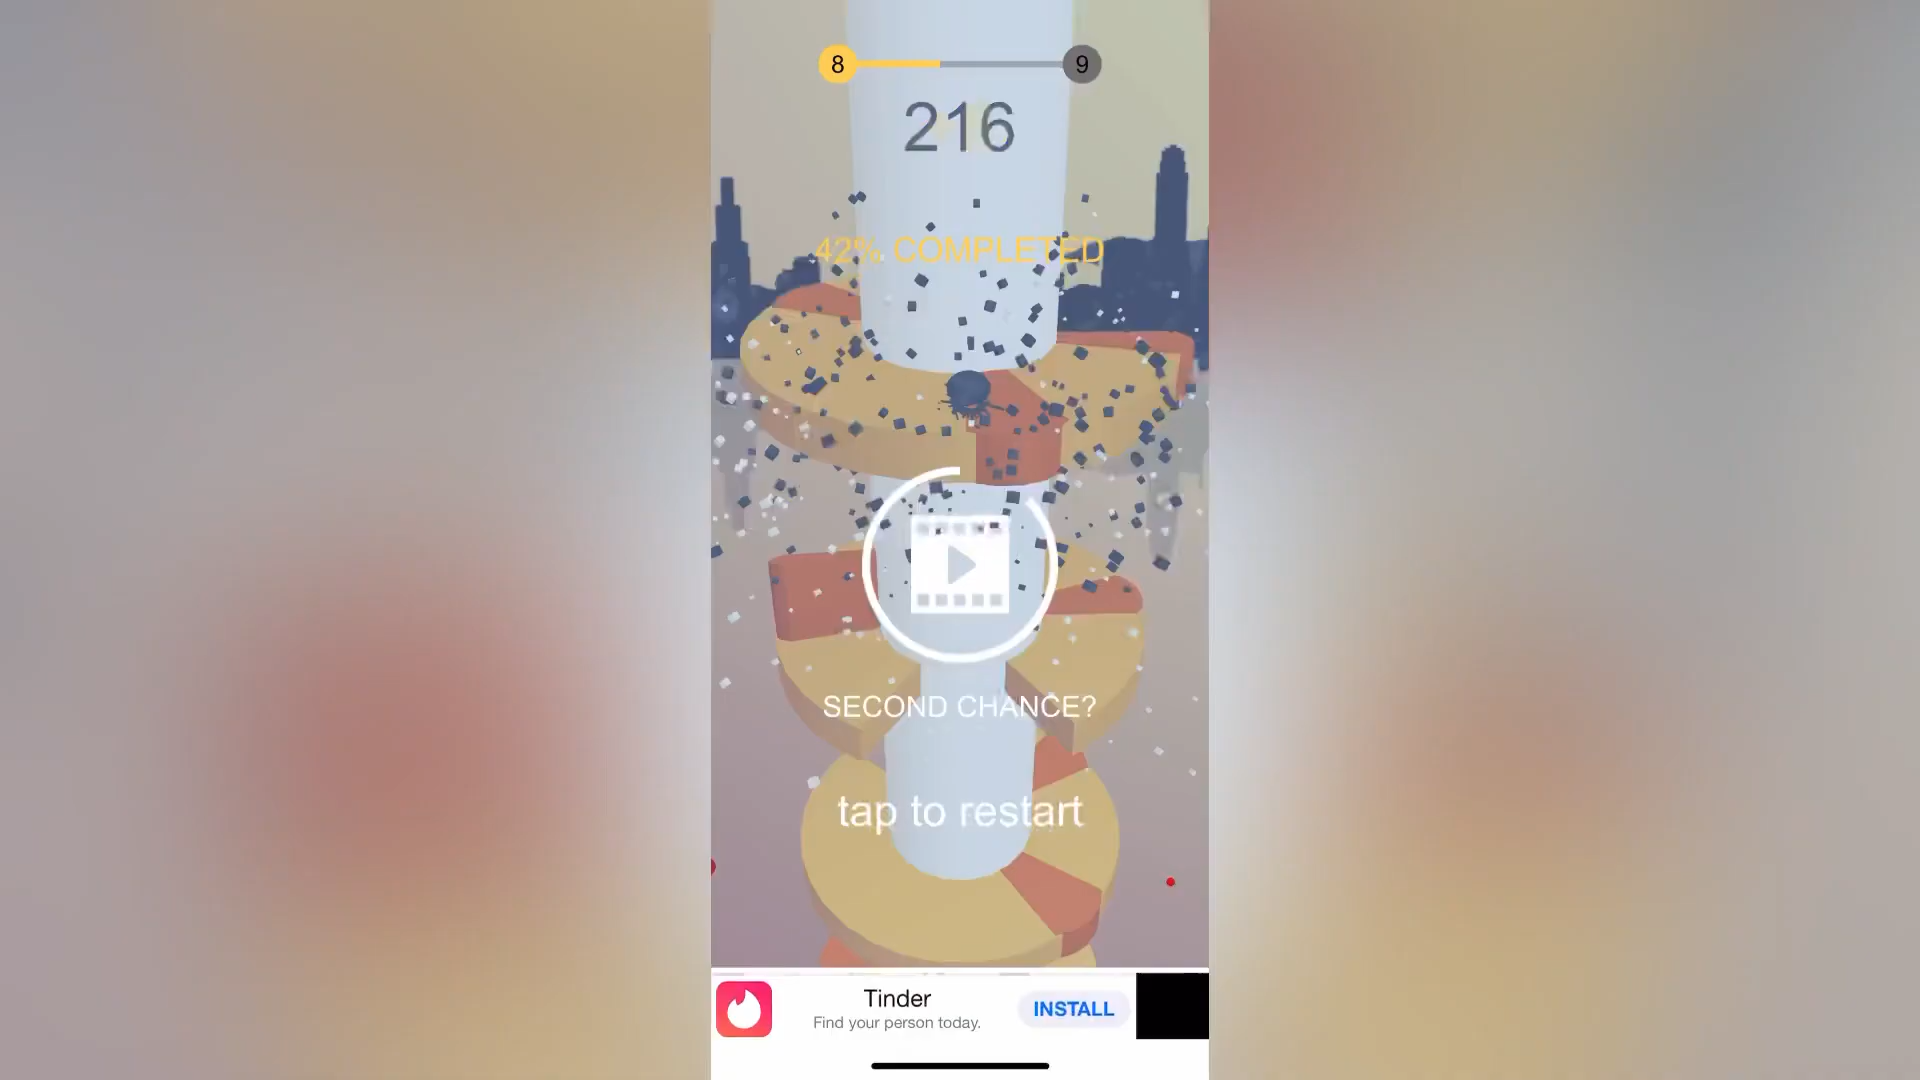 8
9
216
42% COMPLETED
SECOND CHANCE?
tap to restart
Tinder
Find your person today.
INSTALL